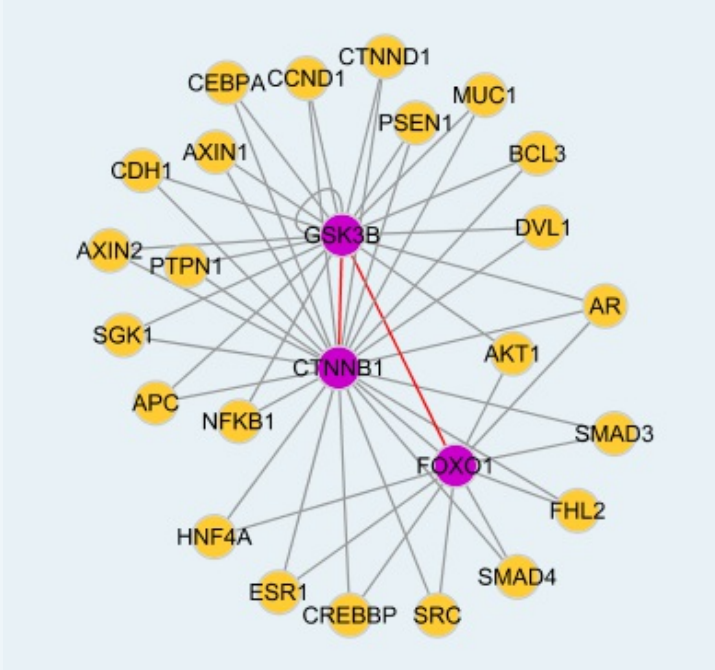 CTNND1
CEBPA
CCND1
MUC1
PSEN1
AXIN1
BCL3
CDH1
GSK3B
DVL1
AXIN2
PTPN1
AR
SGK1
AKT1
CTNNB1
APC
NFKB1
SMAD3
FOXO1
FHL2
HNF4A
SMAD4
ESR1
CREBBP
SRC